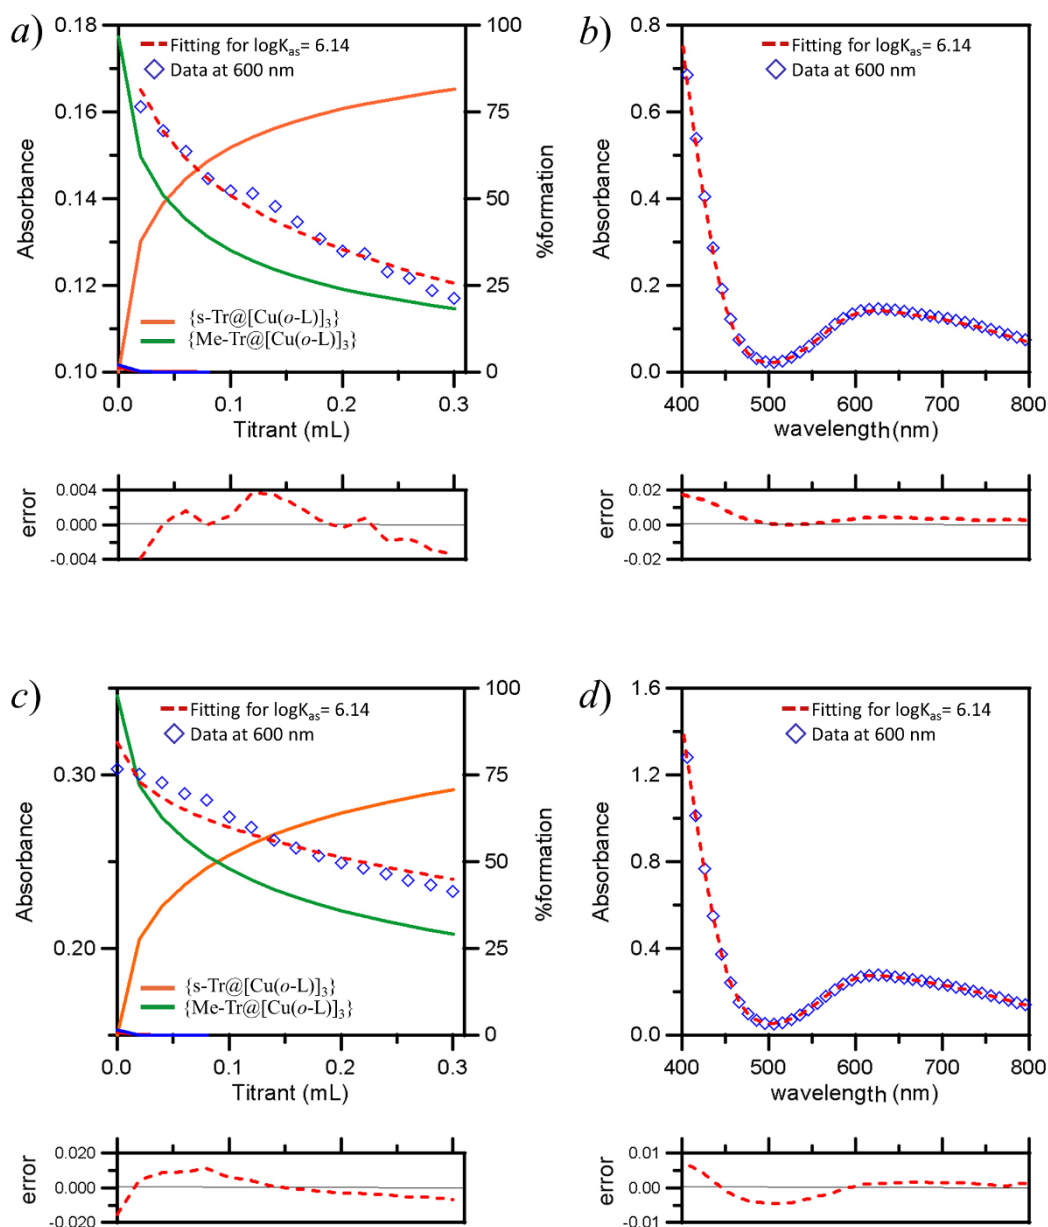 a)
0.18
0.16
0.14
0.12
0.10
Absorbance
100
75
50
25
0
%formation
Fitting for logKas= 6.14
Data at 600 nm
{s-Tr@[Cu(o-L)]3}
{Me-Tr@[Cu(o-L)]3}
0.0 0.1 0.2 0.3
Titrant (mL)
error
0.004
0.000
-0.004
b)
0.8
0.6
0.4
0.2
0.0
Absorbance
Fitting for logKas= 6.14
Data at 600 nm
400 500 600 700 800
wavelength (nm)
error
0.02
0.00
-0.02
c)
0.30
0.20
Absorbance
100
75
50
25
0
%formation
Fitting for logKas= 6.14
Data at 600 nm
{s-Tr@[Cu(o-L)]3}
{Me-Tr@[Cu(o-L)]3}
0.0 0.1 0.2 0.3
Titrant (mL)
error
0.020
0.000
-0.020
d)
1.6
1.2
0.8
0.4
0.0
Absorbance
Fitting for logKas= 6.14
Data at 600 nm
400 500 600 700 800
wavelength (nm)
error
0.01
0.00
-0.01